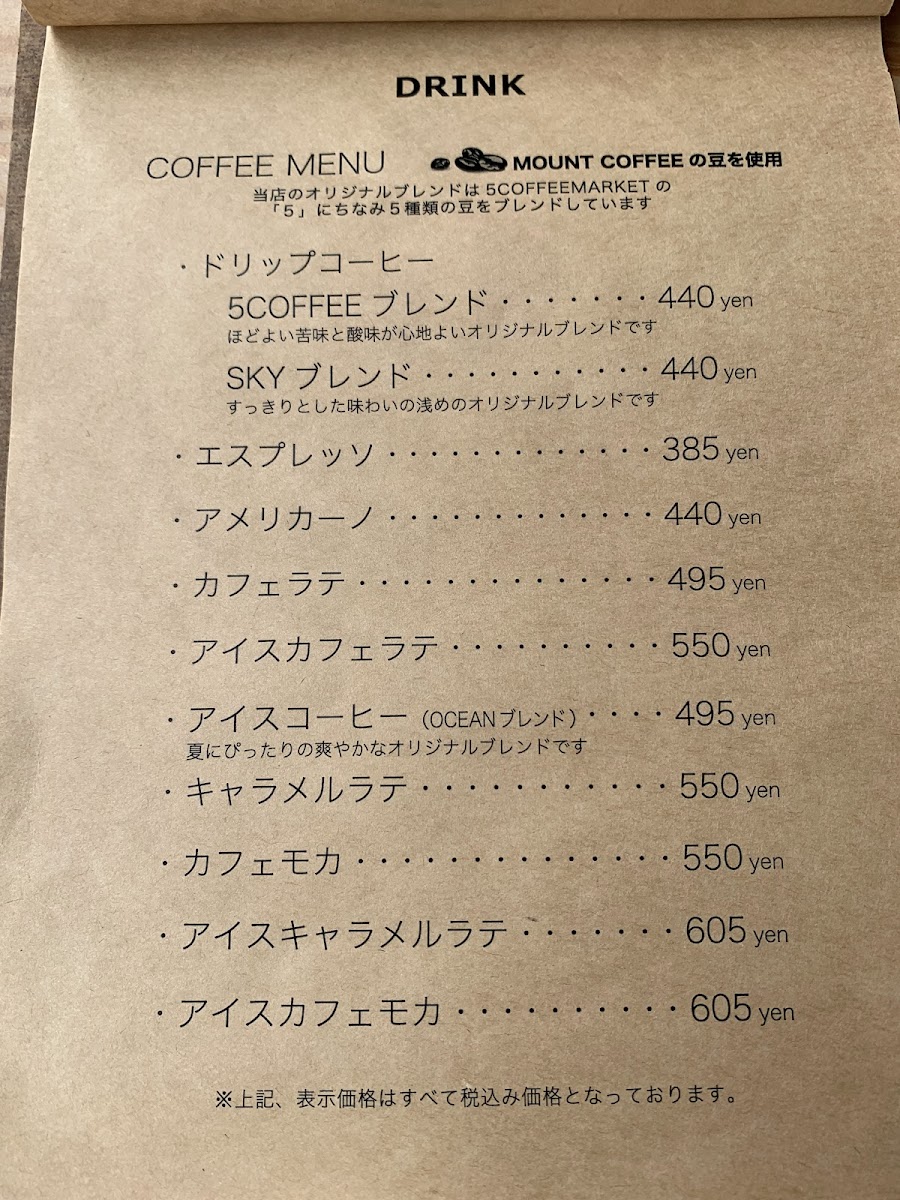 DRINK
COFFEE MENU MOUNT COFFEE の豆を使用
当店のオリジナルブレンドは 5COFFEEMARKET の
「5」にちなみ5種類の豆をブレンドしています
・ドリップコーヒー
5COFFEE ブレンド・・・・・・・440 yen
ほどよい苦味と酸味が心地よいオリジナルブレンドです
SKY ブレンド・・・・・・・・・・・440 yen
すっきりとした味わいの浅めのオリジナルブレンドです
・エスプレッソ・・・・・・・・・・・・・385 yen
・アメリカーノ・・・・・・・・・・・・・440 yen
・カフェラテ・・・・・・・・・・・・・・・495 yen
・アイスカフェラテ・・・・・・・・・・550 yen
・アイスコーヒー（OCEAN ブレンド）・・・・495 yen
夏にぴったりの爽やかなオリジナルブレンドです
・キャラメルラテ・・・・・・・・・・・550 yen
・カフェモカ・・・・・・・・・・・・・・550 yen
・アイスキャラメルラテ・・・・・・・605 yen
・アイスカフェモカ・・・・・・・・・・605 yen
※上記、表示価格はすべて税込み価格となっております。